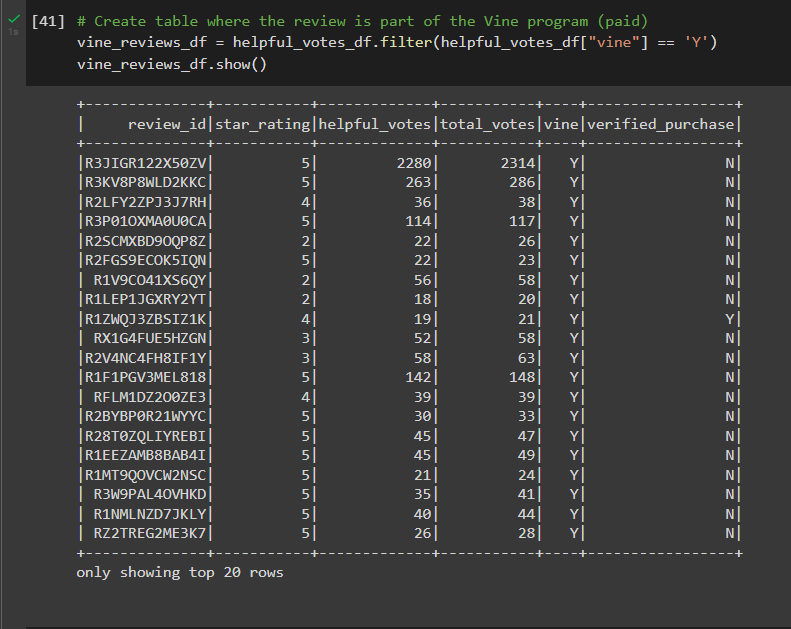 [41] # Create table where the review is part of the Vine program (paid)
1s
vine_reviews_df = helpful_votes_df.filter(helpful_votes_df["vine"] == 'Y')
vine_reviews_df.show()
+--------------+-----------+-------------+-----------+----+-----------------+
|     review_id|star_rating|helpful_votes|total_votes|vine|verified_purchase|
+--------------+-----------+-------------+-----------+----+-----------------+
|R3JIGR122X50ZV|          5|         2280|       2314|   Y|                N|
|R3KV8P8WLD2KKC|          5|          263|        286|   Y|                N|
|R2LFY2ZPJ3J7RH|          4|           36|         38|   Y|                N|
|R3P01OXMA0U0CA|          5|          114|        117|   Y|                N|
|R2SCMXBD9OQP8Z|          2|           22|         26|   Y|                N|
|R2FGS9ECOK5IQN|          5|           22|         23|   Y|                N|
| R1V9CO41XS6QY|          2|           56|         58|   Y|                N|
|R1LEP1JGXRY2YT|          2|           18|         20|   Y|                N|
|R1ZWQJ3ZBSIZ1K|          4|           19|         21|   Y|                Y|
| RX1G4FUE5HZGN|          3|           52|         58|   Y|                N|
|R2V4NC4FH8IF1Y|          3|           58|         63|   Y|                N|
|R1F1PGV3MEL818|          5|          142|        148|   Y|                N|
| RFLM1DZ2O0ZE3|          4|           39|         39|   Y|                N|
|R2BYBP0R21WYYC|          5|           30|         33|   Y|                N|
|R28T0ZQLIYREBI|          5|           45|         47|   Y|                N|
|R1EEZAMB8BAB4I|          5|           45|         49|   Y|                N|
|R1MT9QOVCW2NSC|          5|           21|         24|   Y|                N|
| R3W9PAL4OVHKD|          5|           35|         41|   Y|                N|
| R1NMLNZD7JKLY|          5|           40|         44|   Y|                N|
| RZ2TREG2ME3K7|          5|           26|         28|   Y|                N|
+--------------+-----------+-------------+-----------+----+-----------------+
only showing top 20 rows